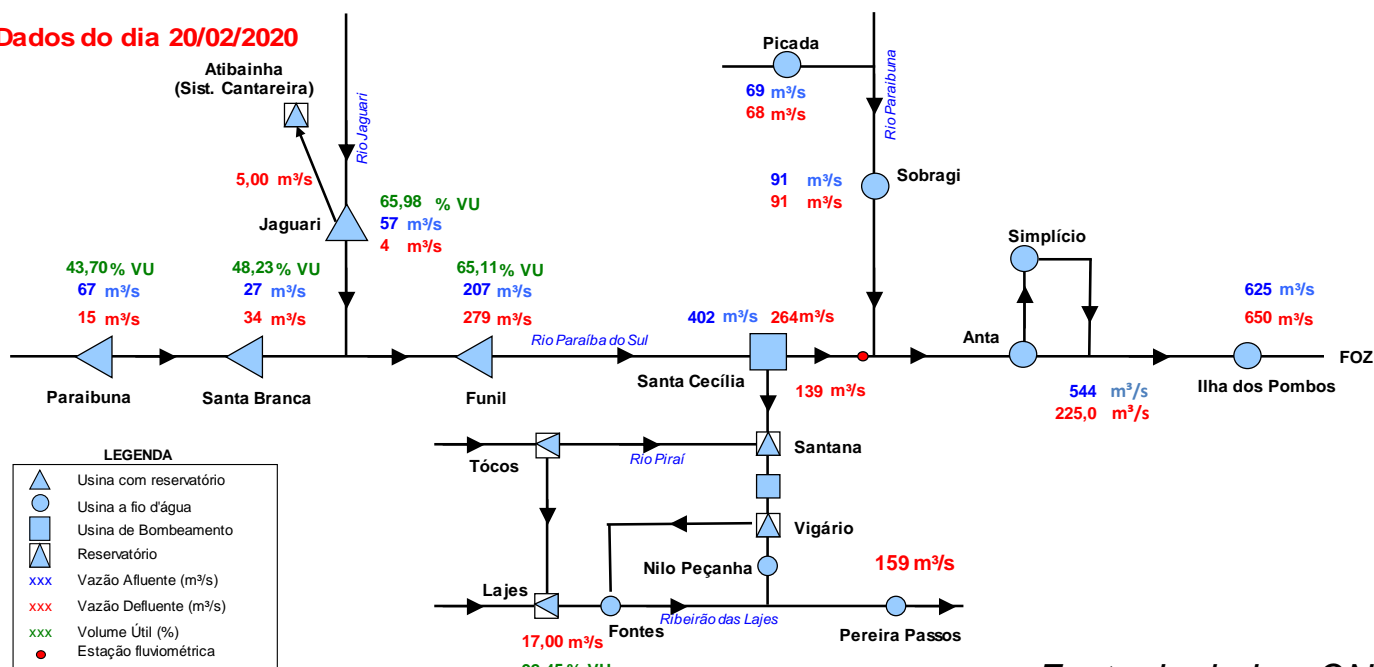 Dados do dia 20/02/2020
Atibainha
(Sist. Cantareira)
Rio Jaguari
5,00 m³/s
Jaguari
65,98 % VU
57 m³/s
4 m³/s
Picada
69 m³/s
68 m³/s
Rio Paraibuna
91 m³/s
91 m³/s
Sobragi
Simplício
43,70 % VU
67 m³/s
15 m³/s
Paraibuna
48,23 % VU
27 m³/s
34 m³/s
Santa Branca
65,11 % VU
207 m³/s
279 m³/s
Funil
Rio Paraíba do Sul
402 m³/s 264 m³/s
Santa Cecília
139 m³/s
Anta
544 m³/s
225,0 m³/s
625 m³/s
650 m³/s
Ilha dos Pombos
FOZ
Tócos
Rio Piraí
Santana
Vigário
Nilo Peçanha
159 m³/s
Lajes
17,00 m³/s
Fontes
Ribeirão das Lajes
Pereira Passos
LEGENDA
Usina com reservatório
Usina a fio d'água
Usina de Bombeamento
Reservatório
xxx Vazão Afluente (m³/s)
xxx Vazão Defluente (m³/s)
xxx Volume Útil (%)
Estação fluviométrica